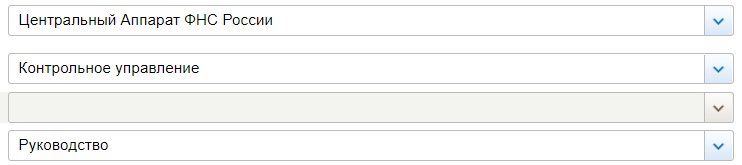 Центральный Аппарат ФНС России
Контрольное управление
Руководство